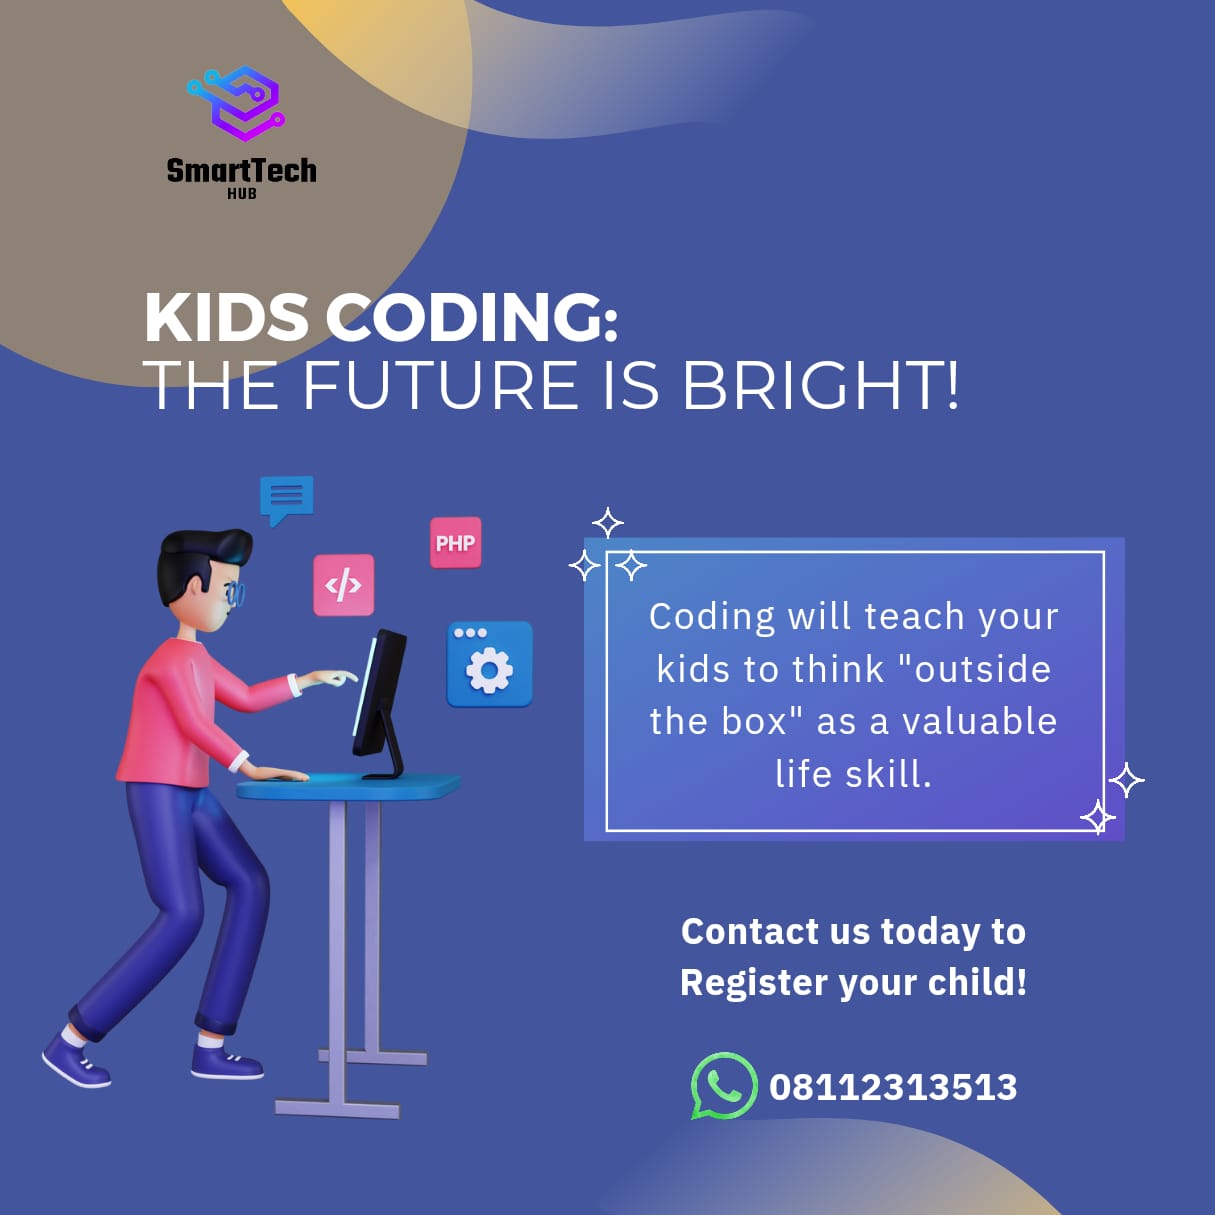 SmartTech
HUB
KIDS CODING:
THE FUTURE IS BRIGHT!
PHP
</>
Coding will teach your
kids to think "outside
the box" as a valuable
life skill.
Contact us today to
Register your child!
08112313513